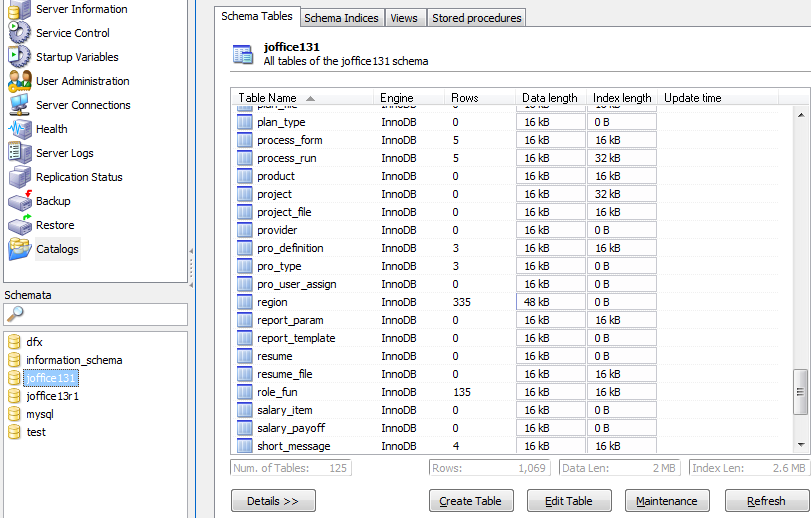 Server Information
Service Control
Startup Variables
User Administration
Server Connections
Health
Server Logs
Replication Status
Backup
Restore
Catalogs
Schemata
dfx
information_schema
joffice131
joffice13r1
mysql
test
Schema Tables Schema Indices Views Stored procedures
joffice131
All tables of the joffice131 schema
Table Name Engine Rows Data length Index length Update time
plan_file InnoDB 0 16 kB 16 kB
plan_type InnoDB 0 16 kB 0 B
process_form InnoDB 5 16 kB 16 kB
process_run InnoDB 5 16 kB 32 kB
product InnoDB 0 16 kB 16 kB
project InnoDB 0 16 kB 32 kB
project_file InnoDB 0 16 kB 16 kB
provider InnoDB 0 16 kB 0 B
pro_definition InnoDB 3 16 kB 16 kB
pro_type InnoDB 3 16 kB 0 B
pro_user_assign InnoDB 0 16 kB 0 B
region InnoDB 335 48 kB 0 B
report_param InnoDB 0 16 kB 16 kB
report_template InnoDB 0 16 kB 0 B
resume InnoDB 0 16 kB 0 B
resume_file InnoDB 0 16 kB 16 kB
role_fun InnoDB 135 16 kB 16 kB
salary_item InnoDB 0 16 kB 0 B
salary_payoff InnoDB 0 16 kB 0 B
short_message InnoDB 4 16 kB 16 kB
Num. of Tables: 125 Rows: 1,069 Data Len: 2 MB Index Len: 2.6 MB
Details >> Create Table Edit Table Maintenance Refresh